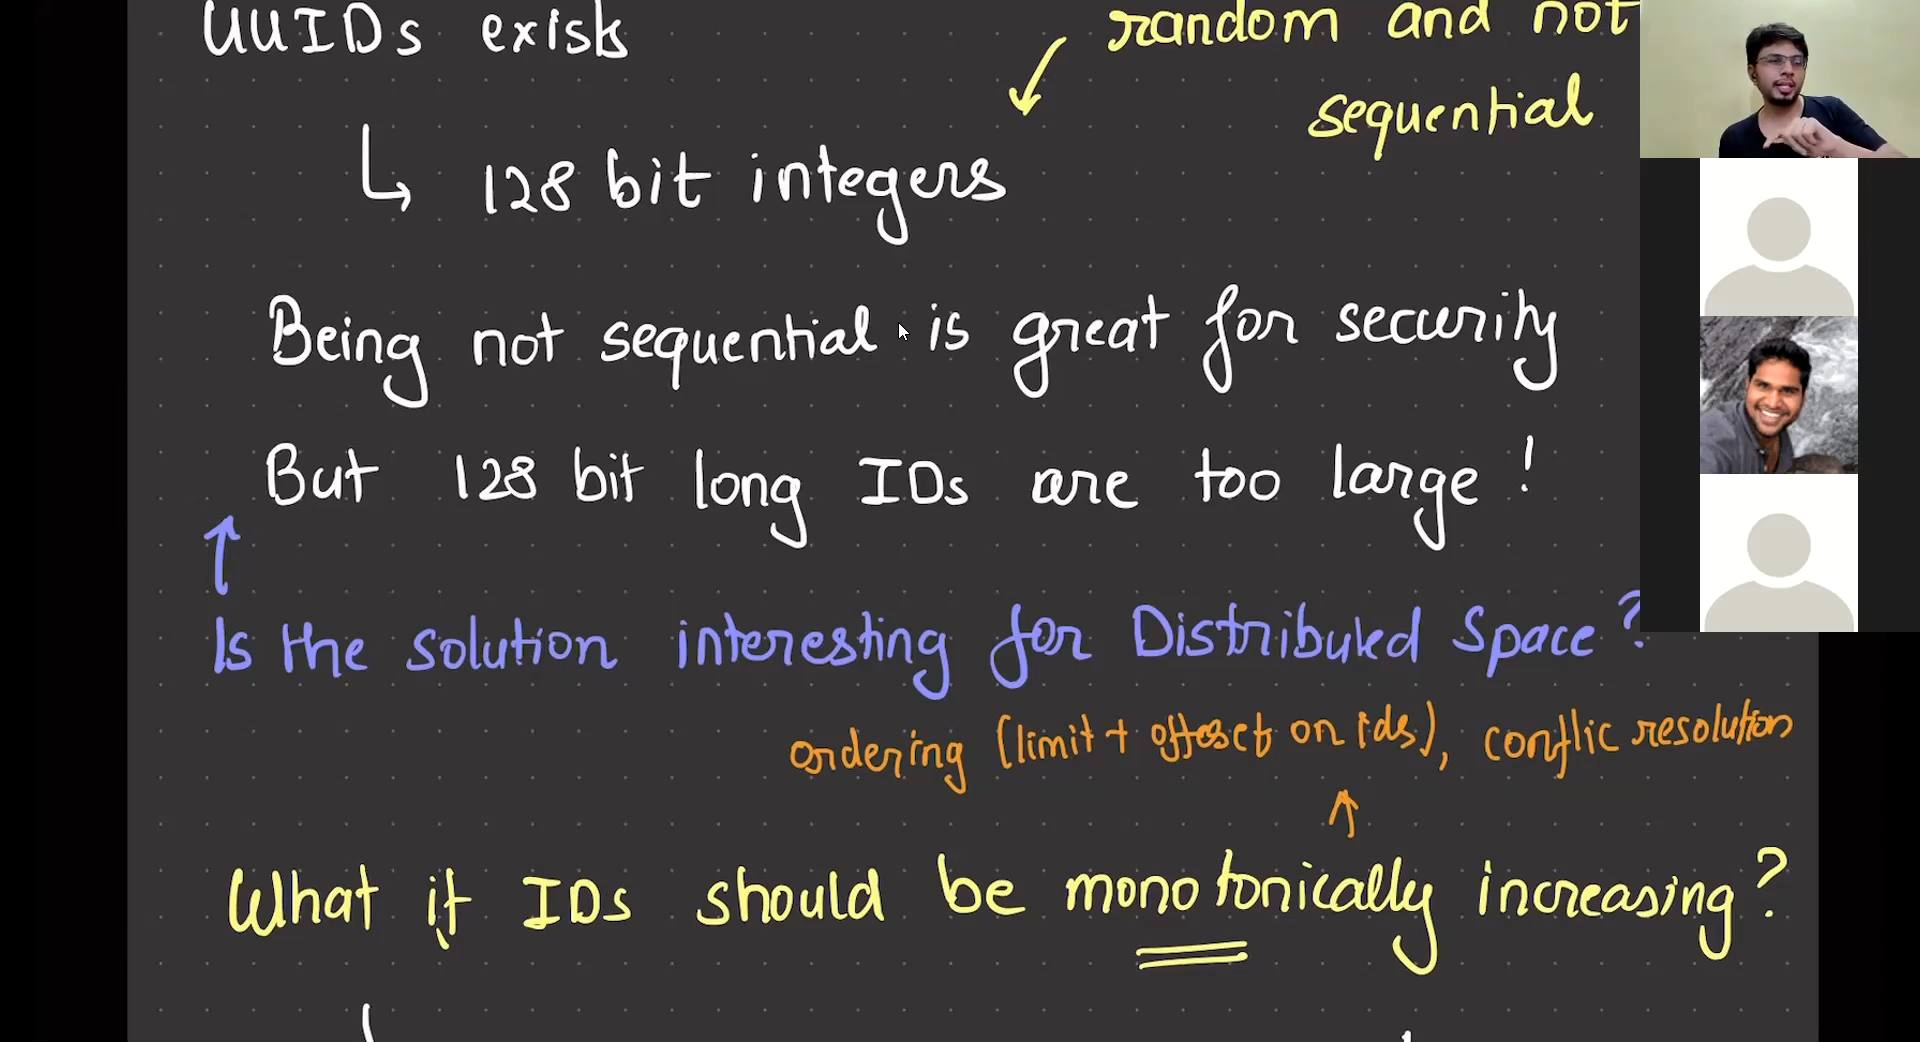 UUIDs exist
random and not
sequential
↳ 128 bit integers
Being not sequential is great for security
But 128 bit long IDs are too large!
Is the solution interesting for Distributed Space?
ordering (limit + offset on ids), conflic resolution
What if IDs should be monotonically increasing?